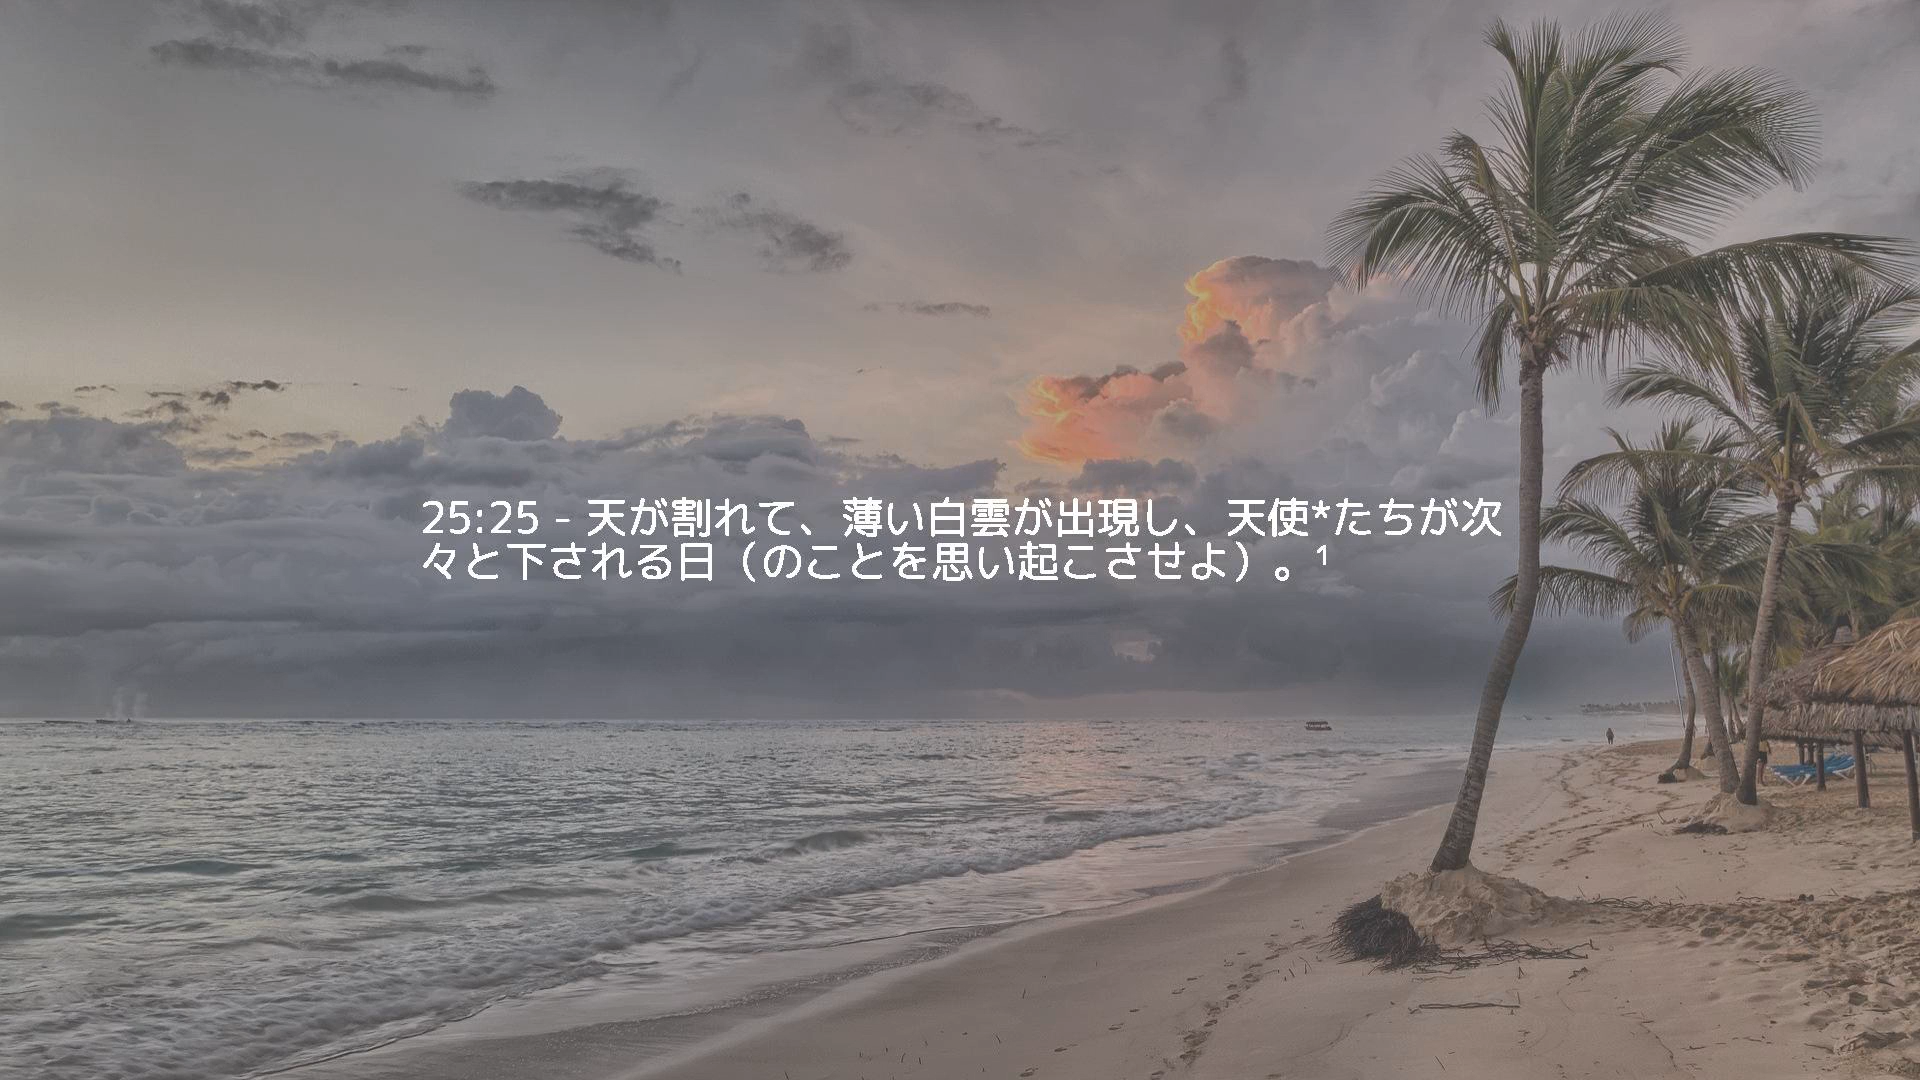 25:25 - 天が割れて、薄い白雲が出現し、天使*たちが次
々と下される日（のことを思い起こさせよ）。¹